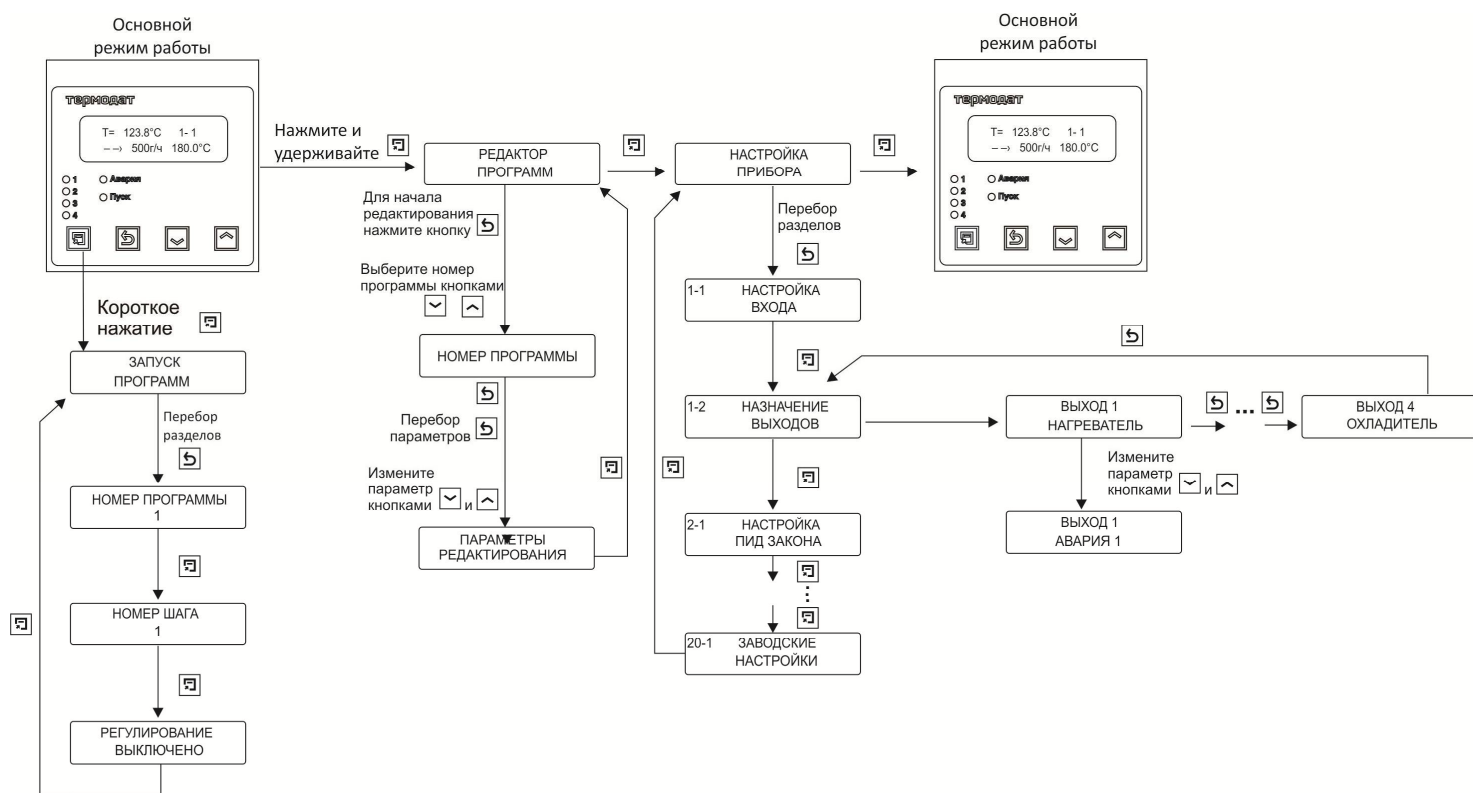 Основной
режим работы
термодат
T= 123.8°C 1- 1
– –› 500г/ч 180.0°C
1
2
3
4
Авария
Пуск
Короткое
нажатие
ЗАПУСК
ПРОГРАММ
Перебор
разделов
НОМЕР ПРОГРАММЫ
1
НОМЕР ШАГА
1
РЕГУЛИРОВАНИЕ
ВЫКЛЮЧЕНО
Нажмите и
удерживайте
РЕДАКТОР
ПРОГРАММ
Для начала
редактирования
нажмите кнопку
Выберите номер
программы кнопками
НОМЕР ПРОГРАММЫ
Перебор
параметров
Измените
параметр
кнопками и
ПАРАМЕТРЫ
РЕДАКТИРОВАНИЯ
НАСТРОЙКА
ПРИБОРА
Перебор
разделов
1-1 НАСТРОЙКА
ВХОДА
1-2 НАЗНАЧЕНИЕ
ВЫХОДОВ
2-1 НАСТРОЙКА
ПИД ЗАКОНА
20-1 ЗАВОДСКИЕ
НАСТРОЙКИ
ВЫХОД 1
НАГРЕВАТЕЛЬ
...
ВЫХОД 4
ОХЛАДИТЕЛЬ
Измените
параметр
кнопками и
ВЫХОД 1
АВАРИЯ 1
Основной
режим работы
термодат
T= 123.8°C 1- 1
– –› 500г/ч 180.0°C
1
2
3
4
Авария
Пуск